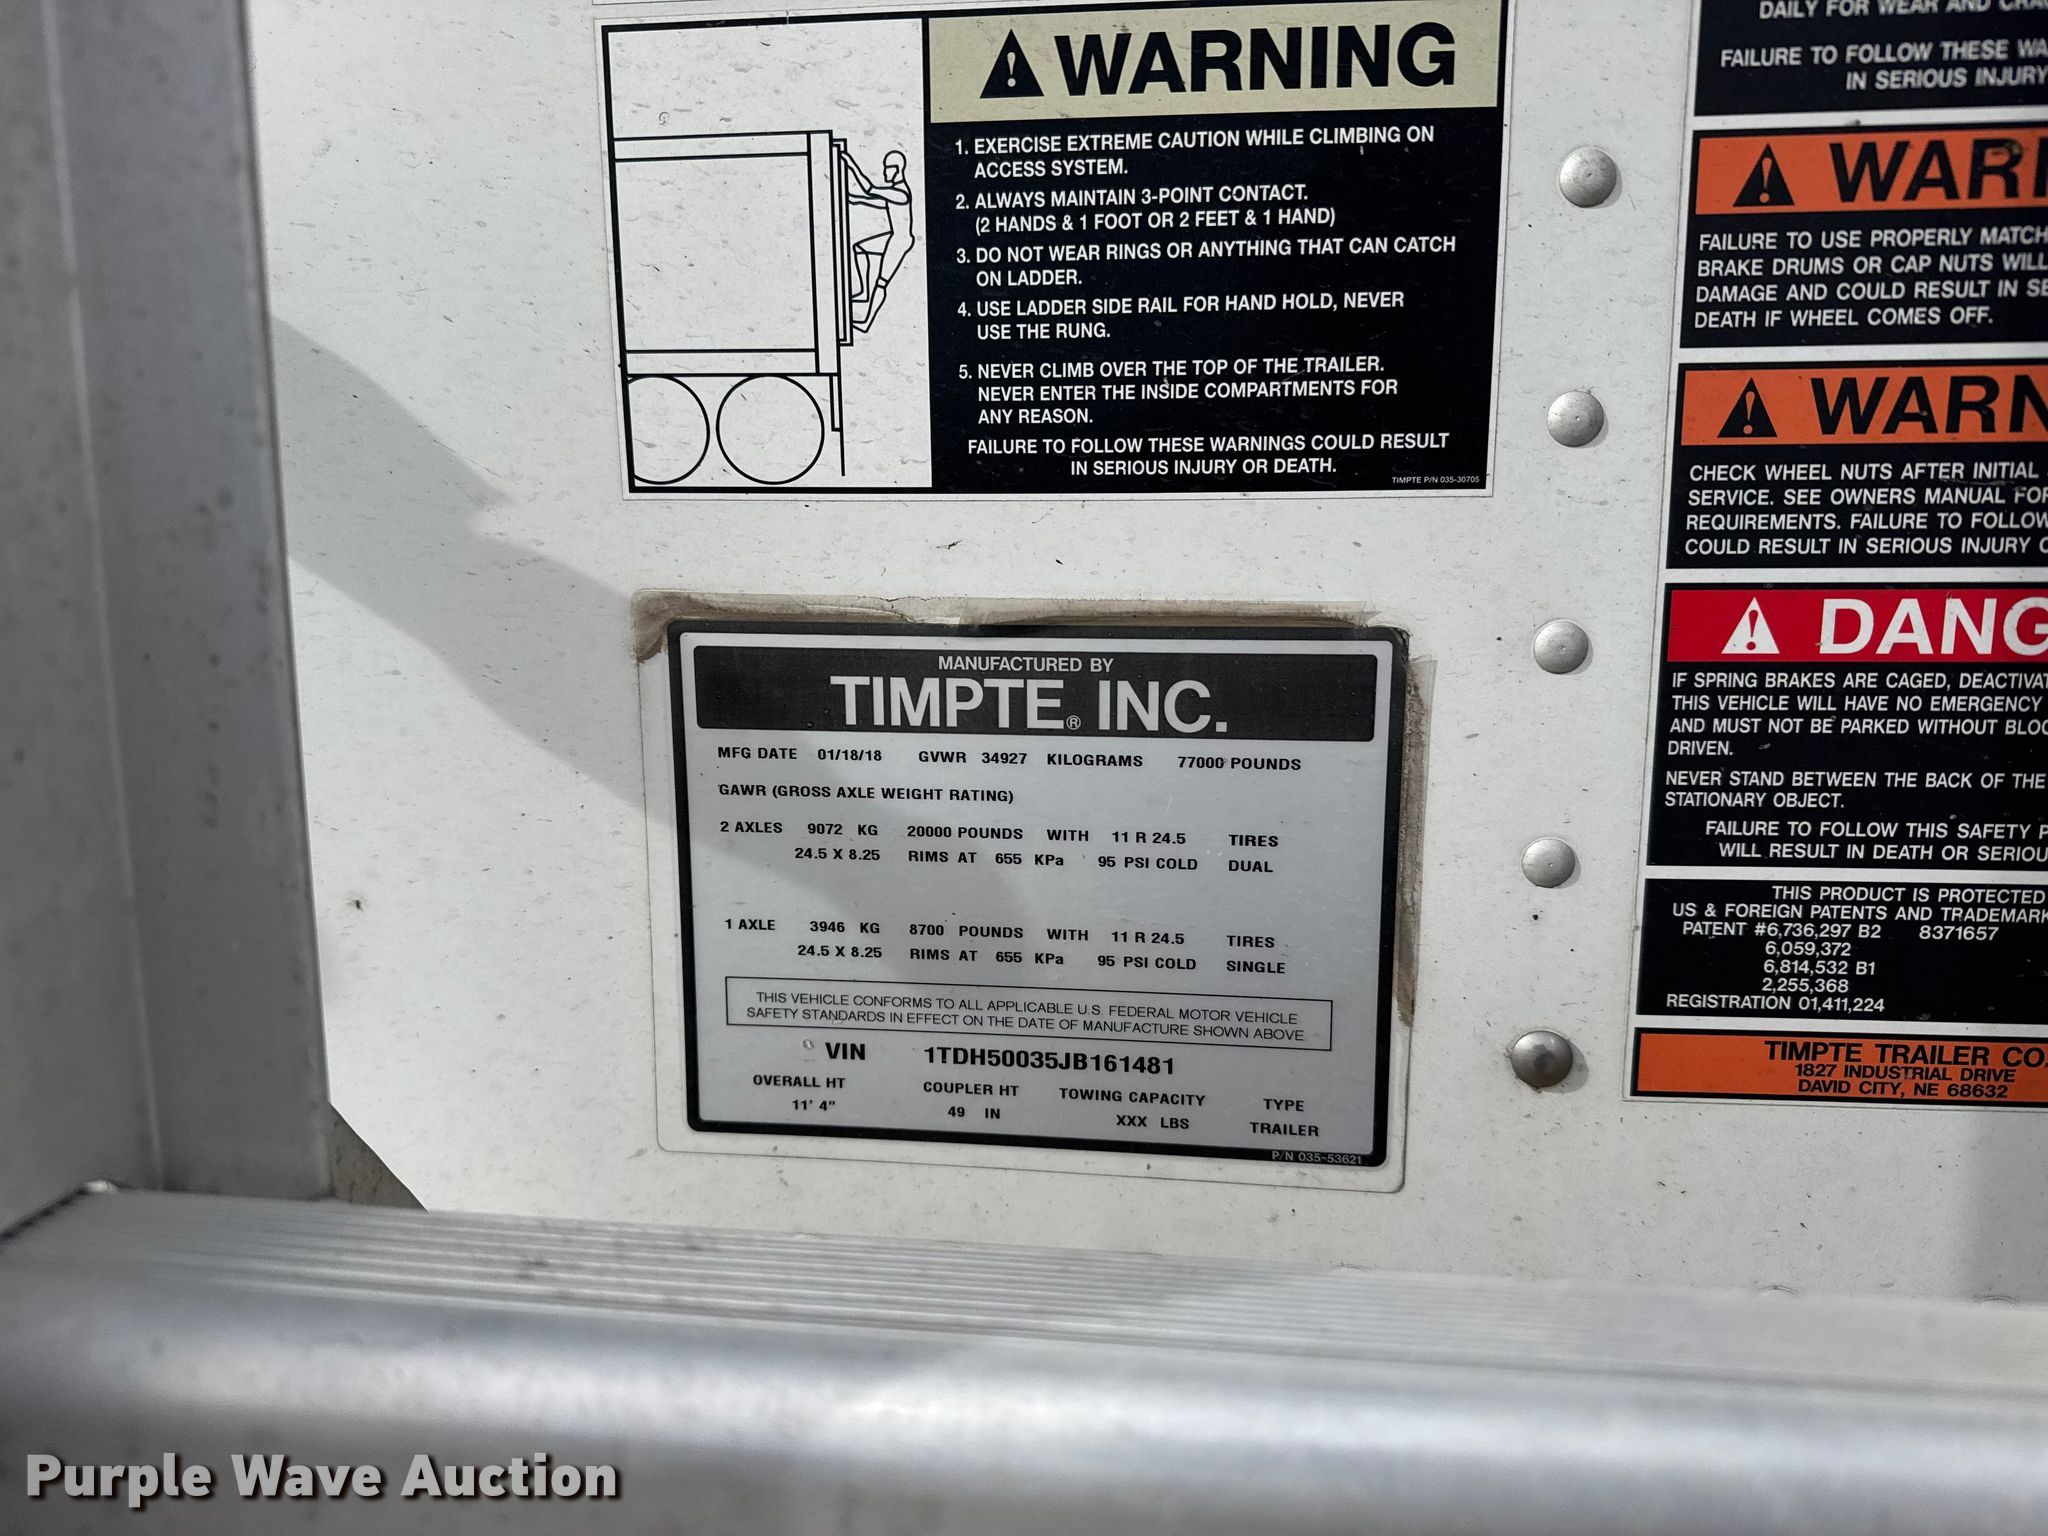 WARNING
1. EXERCISE EXTREME CAUTION WHILE CLIMBING ON
ACCESS SYSTEM.
2. ALWAYS MAINTAIN 3-POINT CONTACT.
(2 HANDS & 1 FOOT OR 2 FEET & 1 HAND)
3. DO NOT WEAR RINGS OR ANYTHING THAT CAN CATCH
ON LADDER.
4. USE LADDER SIDE RAIL FOR HAND HOLD, NEVER
USE THE RUNG.
5. NEVER CLIMB OVER THE TOP OF THE TRAILER.
NEVER ENTER THE INSIDE COMPARTMENTS FOR
ANY REASON.
FAILURE TO FOLLOW THESE WARNINGS COULD RESULT
IN SERIOUS INJURY OR DEATH.
TIMPTE P/N 035-30705
MANUFACTURED BY
TIMPTE® INC.
MFG DATE 01/18/18 GVWR 34927 KILOGRAMS 77000 POUNDS
GAWR (GROSS AXLE WEIGHT RATING)
2 AXLES 9072 KG 20000 POUNDS WITH 11 R 24.5 TIRES
24.5 X 8.25 RIMS AT 655 KPa 95 PSI COLD DUAL
1 AXLE 3946 KG 8700 POUNDS WITH 11 R 24.5 TIRES
24.5 X 8.25 RIMS AT 655 KPa 95 PSI COLD SINGLE
THIS VEHICLE CONFORMS TO ALL APPLICABLE U.S. FEDERAL MOTOR VEHICLE
SAFETY STANDARDS IN EFFECT ON THE DATE OF MANUFACTURE SHOWN ABOVE
VIN 1TDH50035JB161481
OVERALL HT COUPLER HT TOWING CAPACITY TYPE
11' 4" 49 IN XXX LBS TRAILER
P/N 035-53621
DAILY FOR WEAR AND
FAILURE TO FOLLOW THESE WA
IN SERIOUS INJURY
WARN
FAILURE TO USE PROPERLY MATCH
BRAKE DRUMS OR CAP NUTS WILL
DAMAGE AND COULD RESULT IN SE
DEATH IF WHEEL COMES OFF.
WARN
CHECK WHEEL NUTS AFTER INITIAL
SERVICE. SEE OWNERS MANUAL FOR
REQUIREMENTS. FAILURE TO FOLLOW
COULD RESULT IN SERIOUS INJURY O
DANG
IF SPRING BRAKES ARE CAGED, DEACTIVAT
THIS VEHICLE WILL HAVE NO EMERGENCY
AND MUST NOT BE PARKED WITHOUT BLOC
DRIVEN.
NEVER STAND BETWEEN THE BACK OF THE
STATIONARY OBJECT.
FAILURE TO FOLLOW THIS SAFETY P
WILL RESULT IN DEATH OR SERIOU
THIS PRODUCT IS PROTECTED
US & FOREIGN PATENTS AND TRADEMARK
PATENT #6,736,297 B2 8371657
6,059,372
6,814,532 B1
2,255,368
REGISTRATION 01,411,224
TIMPTE TRAILER CO.
1827 INDUSTRIAL DRIVE
DAVID CITY, NE 68632
Purple Wave Auction